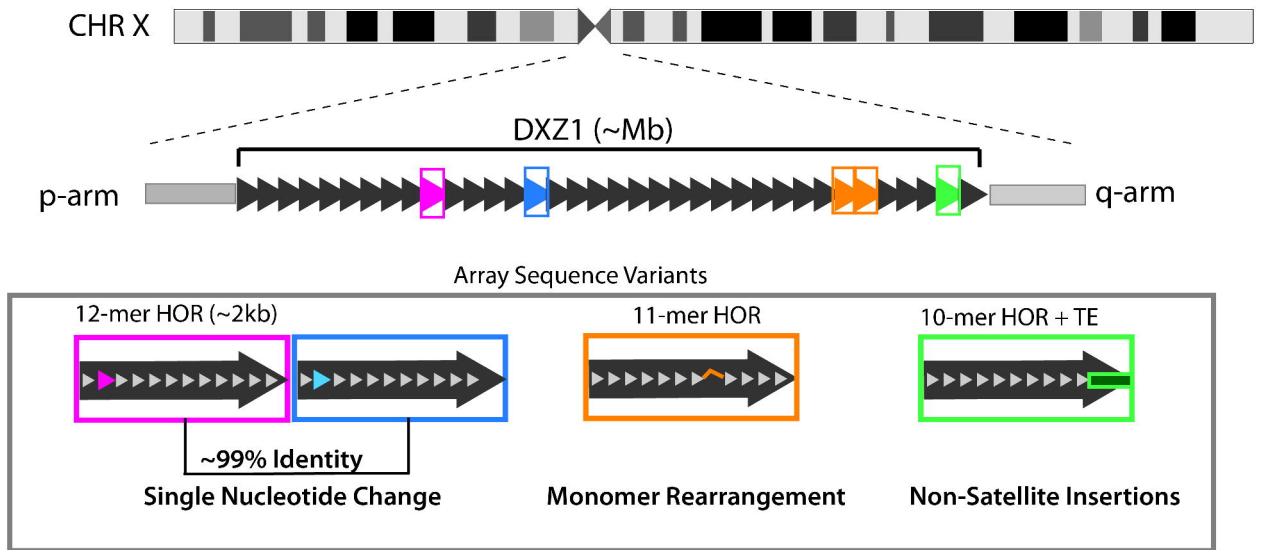 CHR X
DXZ1 (~Mb)
p-arm
q-arm
Array Sequence Variants
12-mer HOR (~2kb)
11-mer HOR
10-mer HOR + TE
~99% Identity
Single Nucleotide Change
Monomer Rearrangement
Non-Satellite Insertions